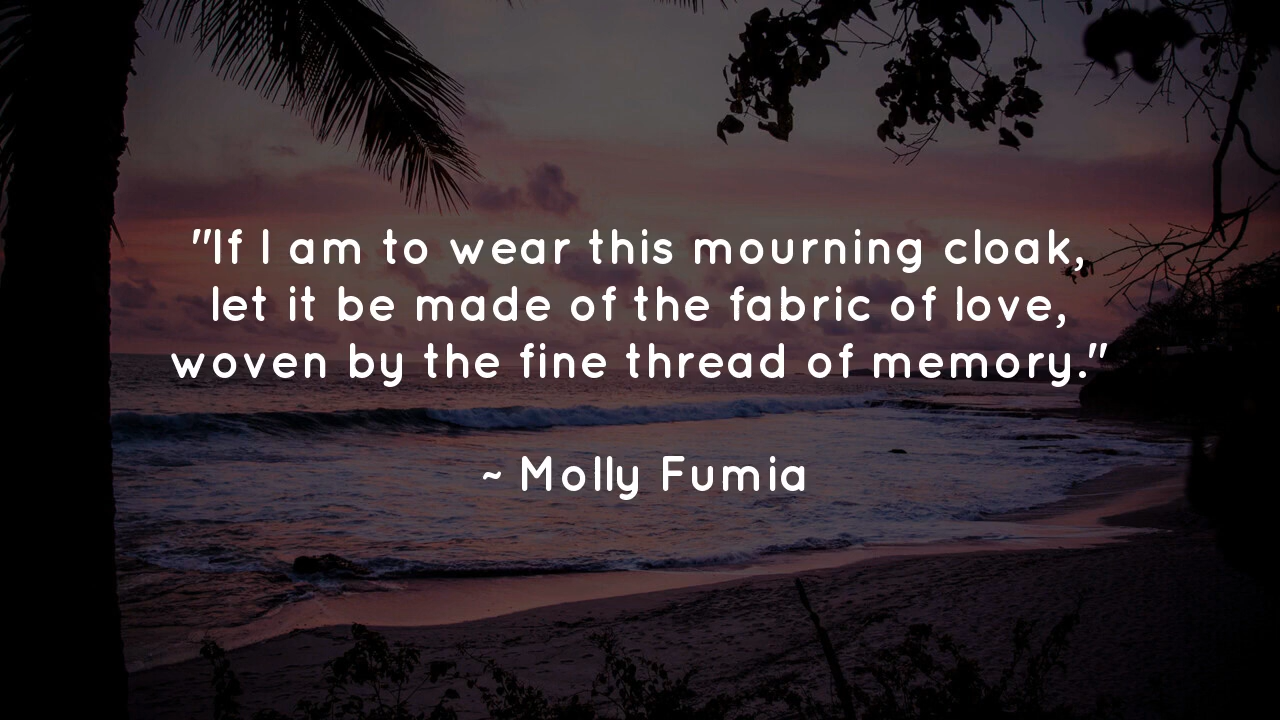 "If I am to wear this mourning cloak,
let it be made of the fabric of love,
woven by the fine thread of memory."
~ Molly Fumia